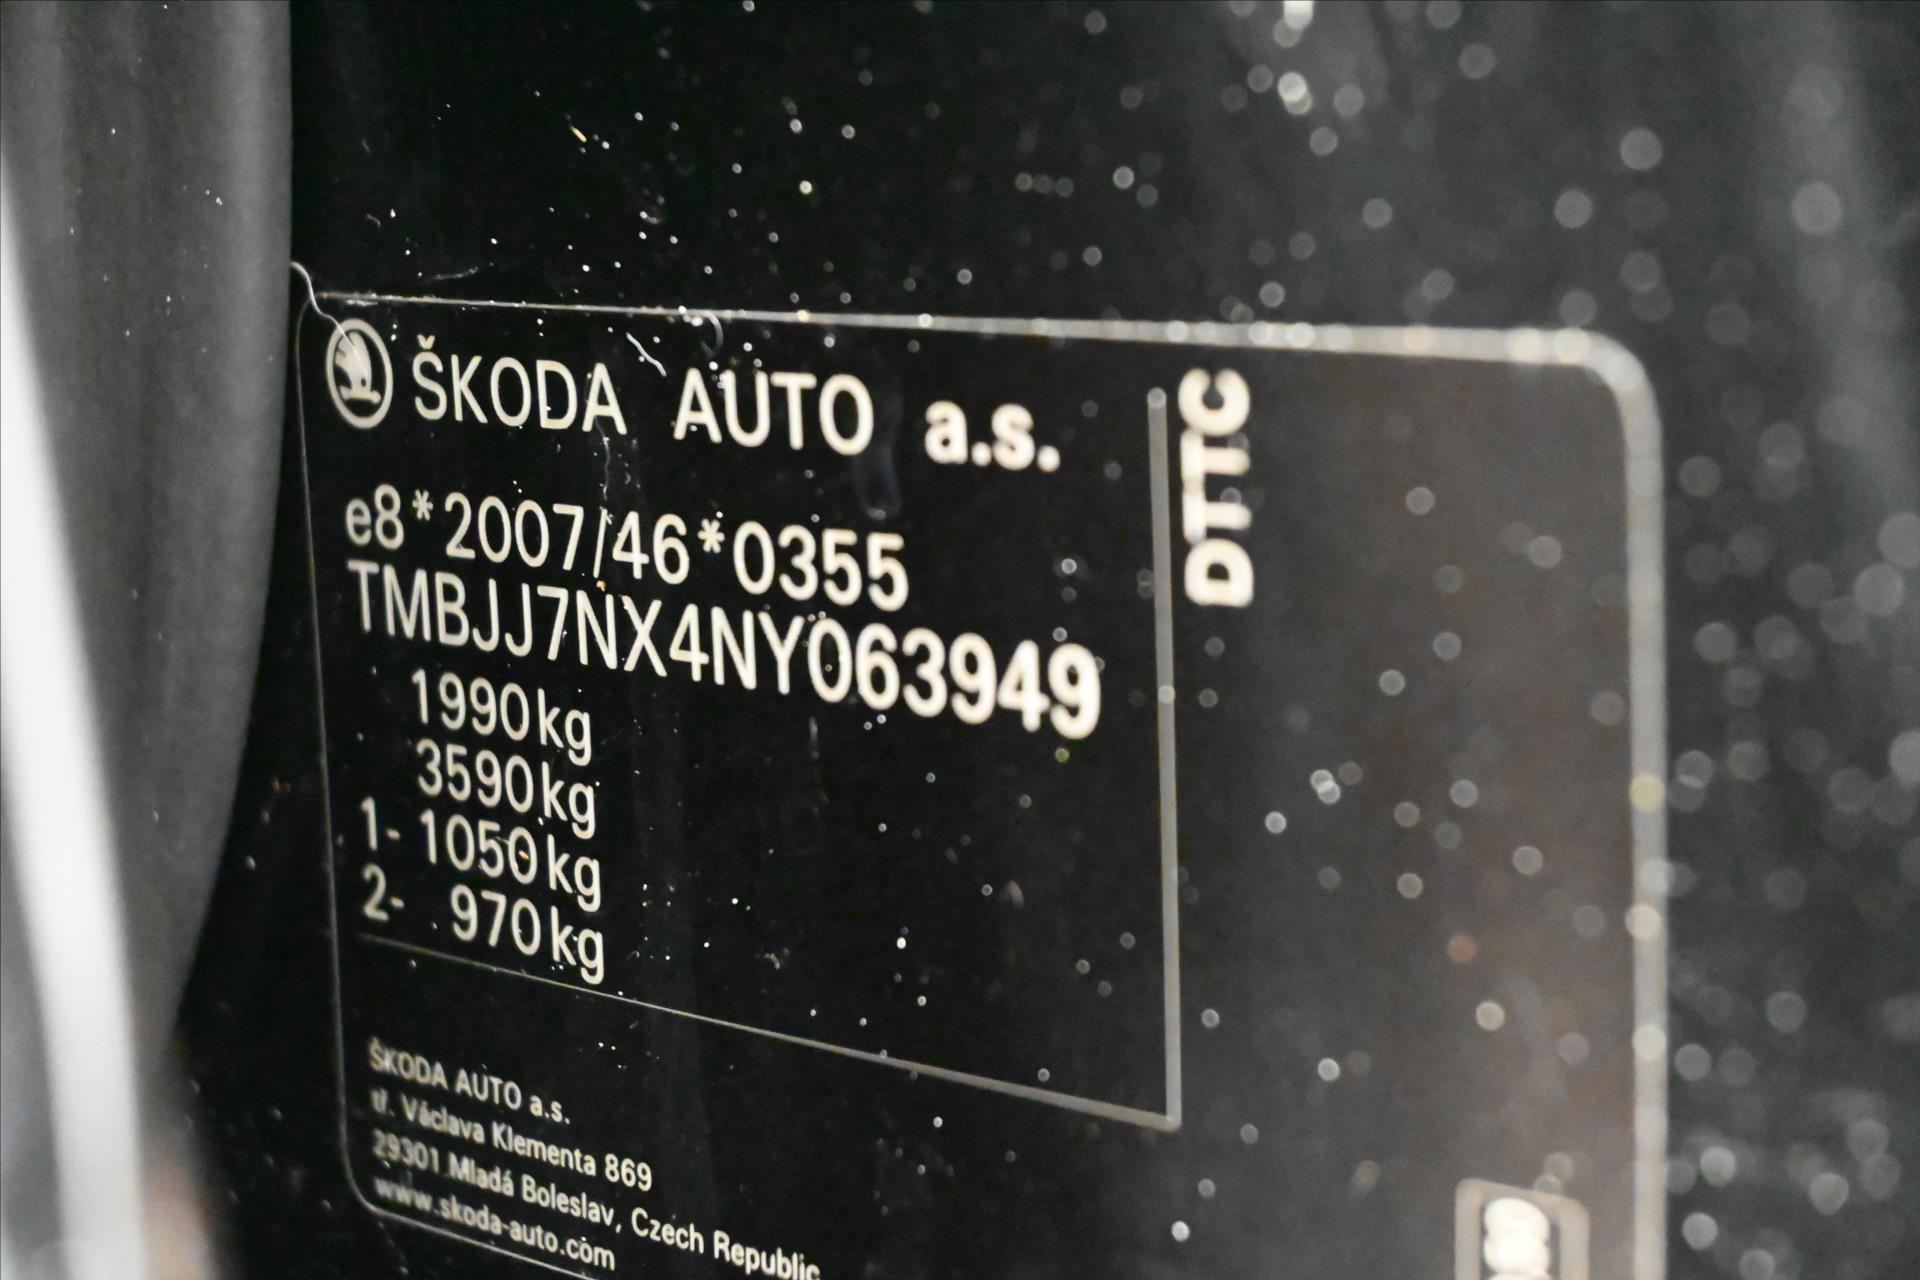 ŠKODA AUTO a.s.
e8*2007/46*0355
TMBJJ7NX4NY063949
1990kg
3590kg
1- 1050kg
2- 970kg
DTTC
ŠKODA AUTO a.s.
tř. Václava Klementa 869
29301 Mladá Boleslav, Czech Republic
www.skoda-auto.com